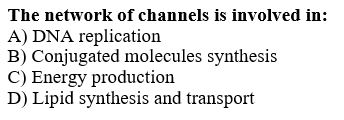 The network of channels is involved in:
A) DNA replication
B) Conjugated molecules synthesis
C) Energy production
D) Lipid synthesis and transport